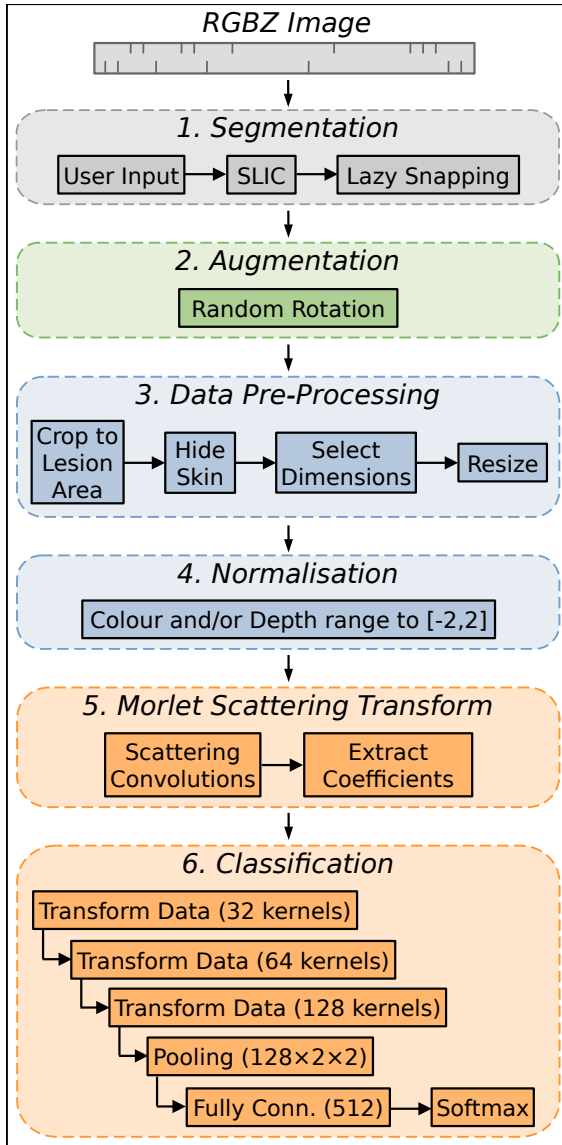 RGBZ Image
1. Segmentation
User Input
SLIC
Lazy Snapping
2. Augmentation
Random Rotation
3. Data Pre-Processing
Crop to
Lesion
Area
Hide
Skin
Select
Dimensions
Resize
4. Normalisation
Colour and/or Depth range to [-2,2]
5. Morlet Scattering Transform
Scattering
Convolutions
Extract
Coefficients
6. Classification
Transform Data (32 kernels)
Transform Data (64 kernels)
Transform Data (128 kernels)
Pooling (128×2×2)
Fully Conn. (512)
Softmax